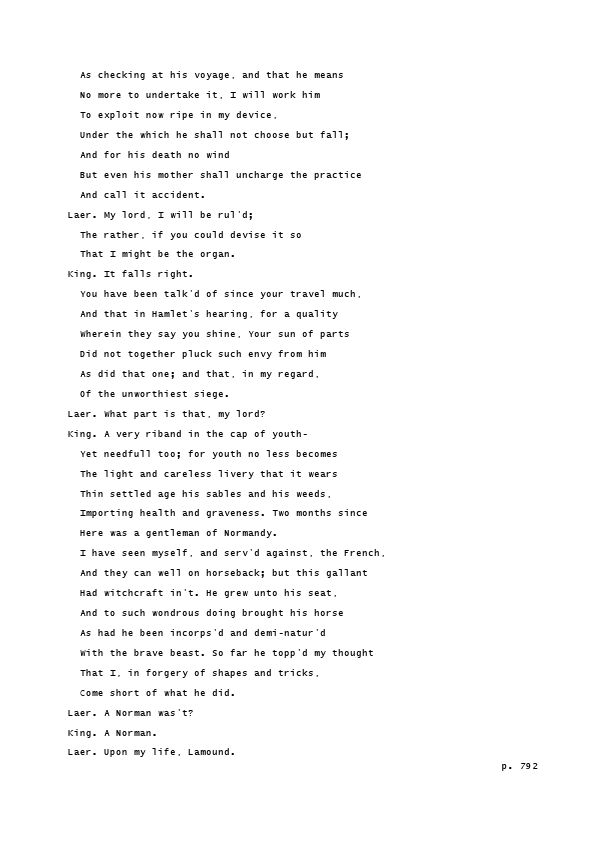 As checking at his voyage, and that he means
No more to undertake it, I will work him
To exploit now ripe in my device,
Under the which he shall not choose but fall;
And for his death no wind
But even his mother shall uncharge the practice
And call it accident.
Laer. My lord, I will be rul'd;
The rather, if you could devise it so
That I might be the organ.
King. It falls right.
You have been talk'd of since your travel much,
And that in Hamlet's hearing, for a quality
Wherein they say you shine, Your sun of parts
Did not together pluck such envy from him
As did that one; and that, in my regard,
Of the unworthiest siege.
Laer. What part is that, my lord?
King. A very riband in the cap of youth-
Yet needfull too; for youth no less becomes
The light and careless livery that it wears
Thin settled age his sables and his weeds,
Importing health and graveness. Two months since
Here was a gentleman of Normandy.
I have seen myself, and serv'd against, the French,
And they can well on horseback; but this gallant
Had witchcraft in't. He grew unto his seat,
And to such wondrous doing brought his horse
As had he been incorps'd and demi-natur'd
With the brave beast. So far he topp'd my thought
That I, in forgery of shapes and tricks,
Come short of what he did.
Laer. A Norman was't?
King. A Norman.
Laer. Upon my life, Lamound.
p. 792